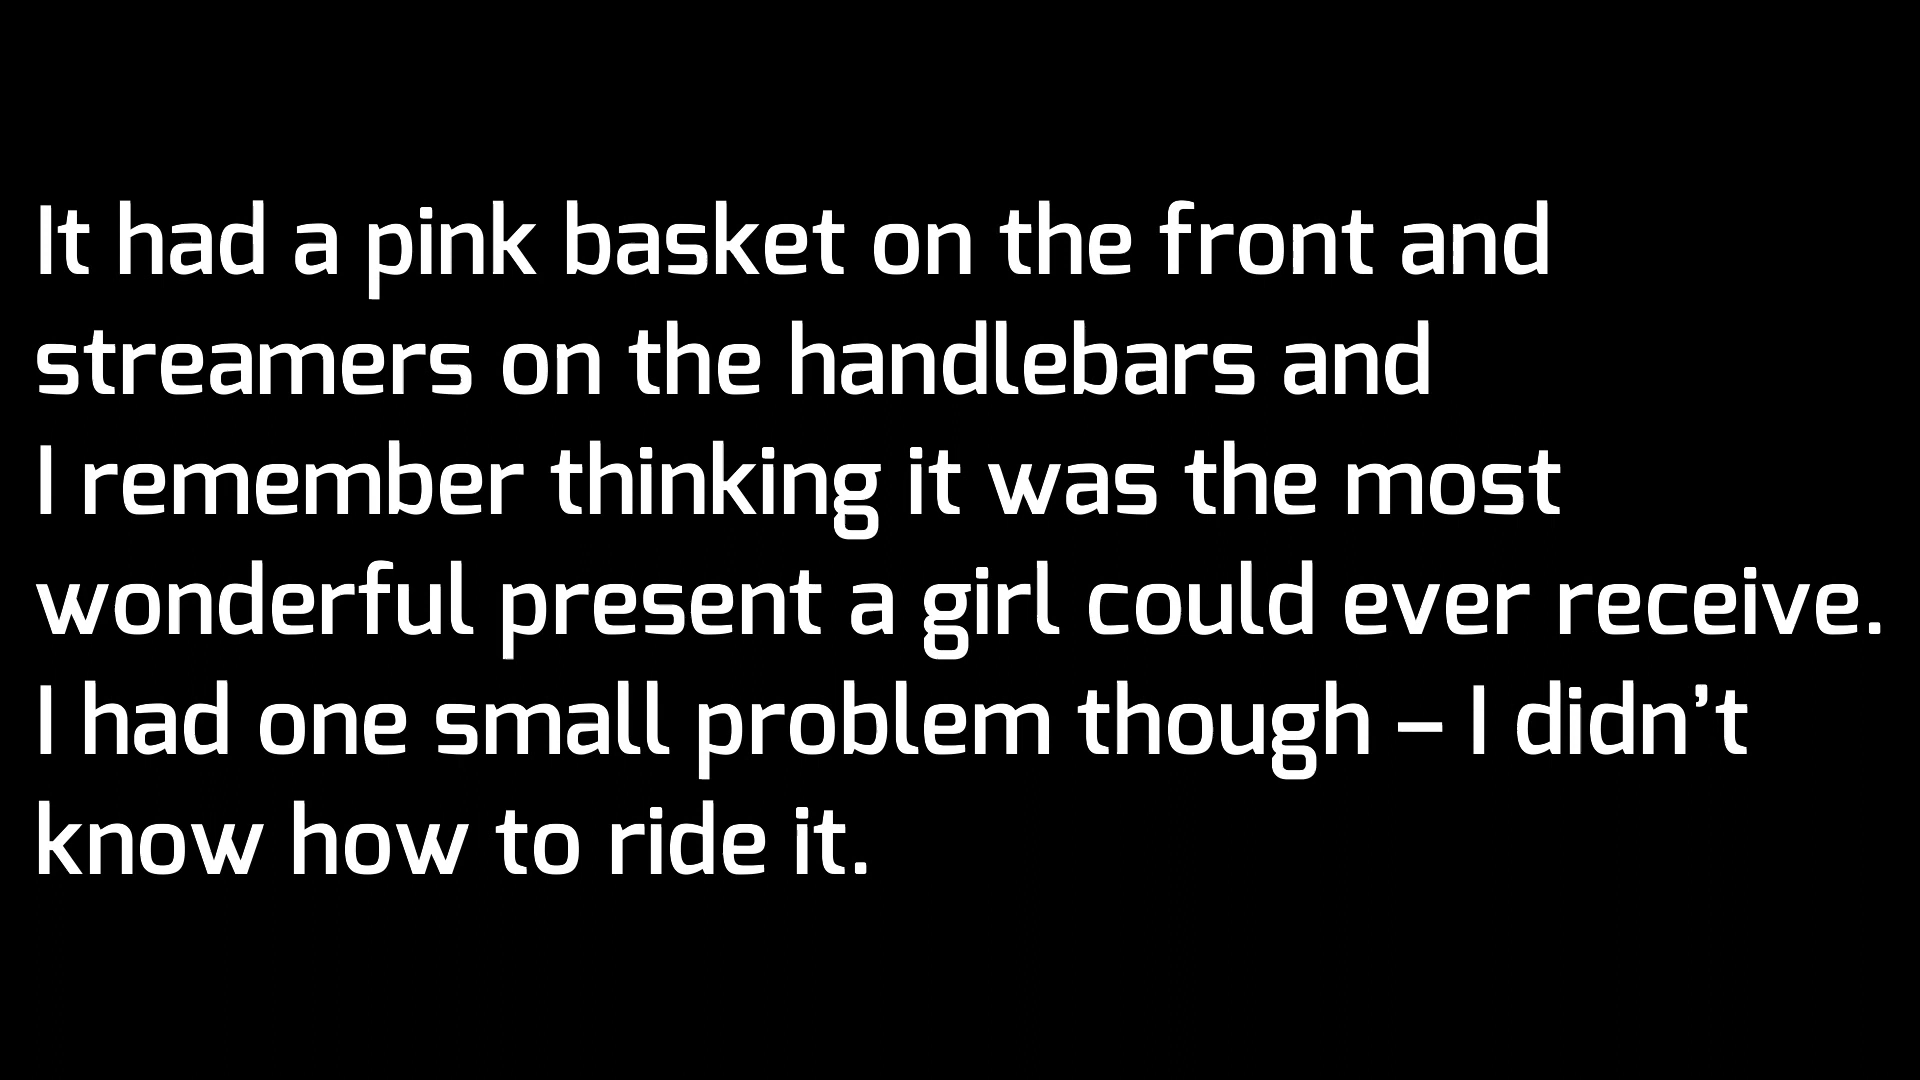 It had a pink basket on the front and
streamers on the handlebars and
I remember thinking it was the most
wonderful present a girl could ever receive.
I had one small problem though – I didn’t
know how to ride it.